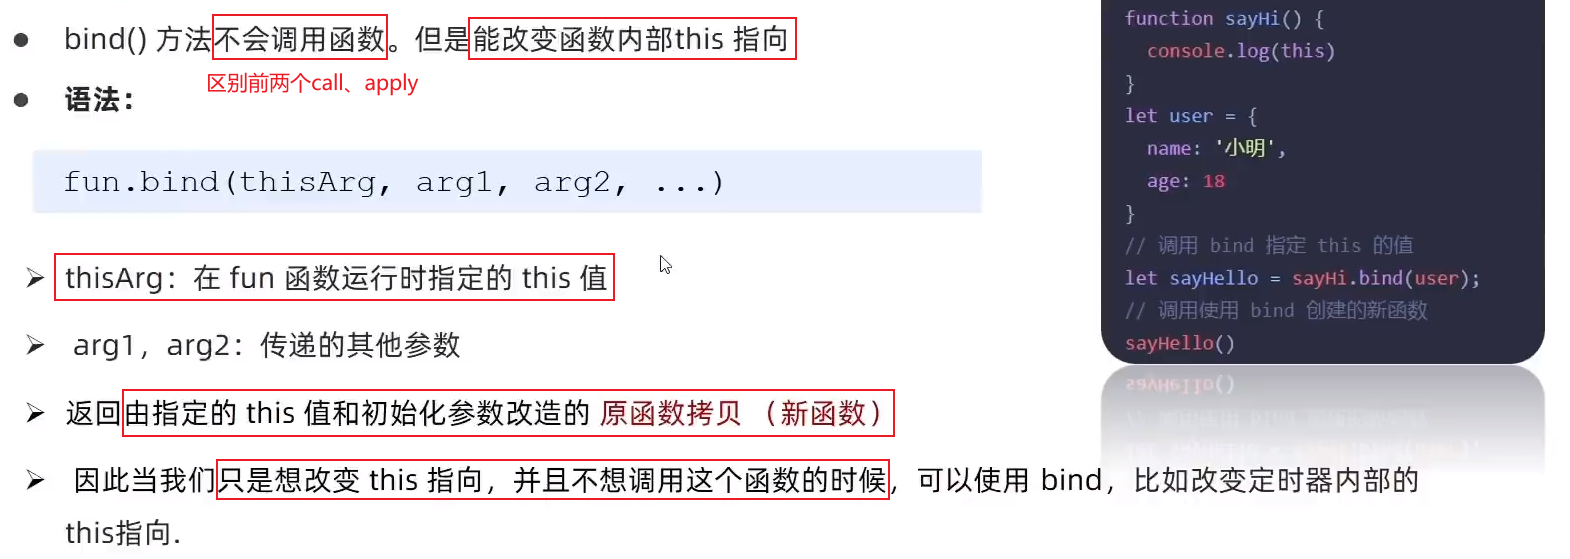 bind() 方法不会调用函数。但是能改变函数内部this 指向
区别前两个call、apply
语法：
fun.bind(thisArg, arg1, arg2, ...)
thisArg：在 fun 函数运行时指定的 this 值
arg1，arg2：传递的其他参数
返回由指定的 this 值和初始化参数改造的 原函数拷贝 （新函数）
因此当我们只是想改变 this 指向，并且不想调用这个函数的时候，可以使用 bind，比如改变定时器内部的
this指向.
function sayHi() {
  console.log(this)
}
let user = {
  name: '小明',
  age: 18
}
// 调用 bind 指定 this 的值
let sayHello = sayHi.bind(user);
// 调用使用 bind 创建的新函数
sayHello()